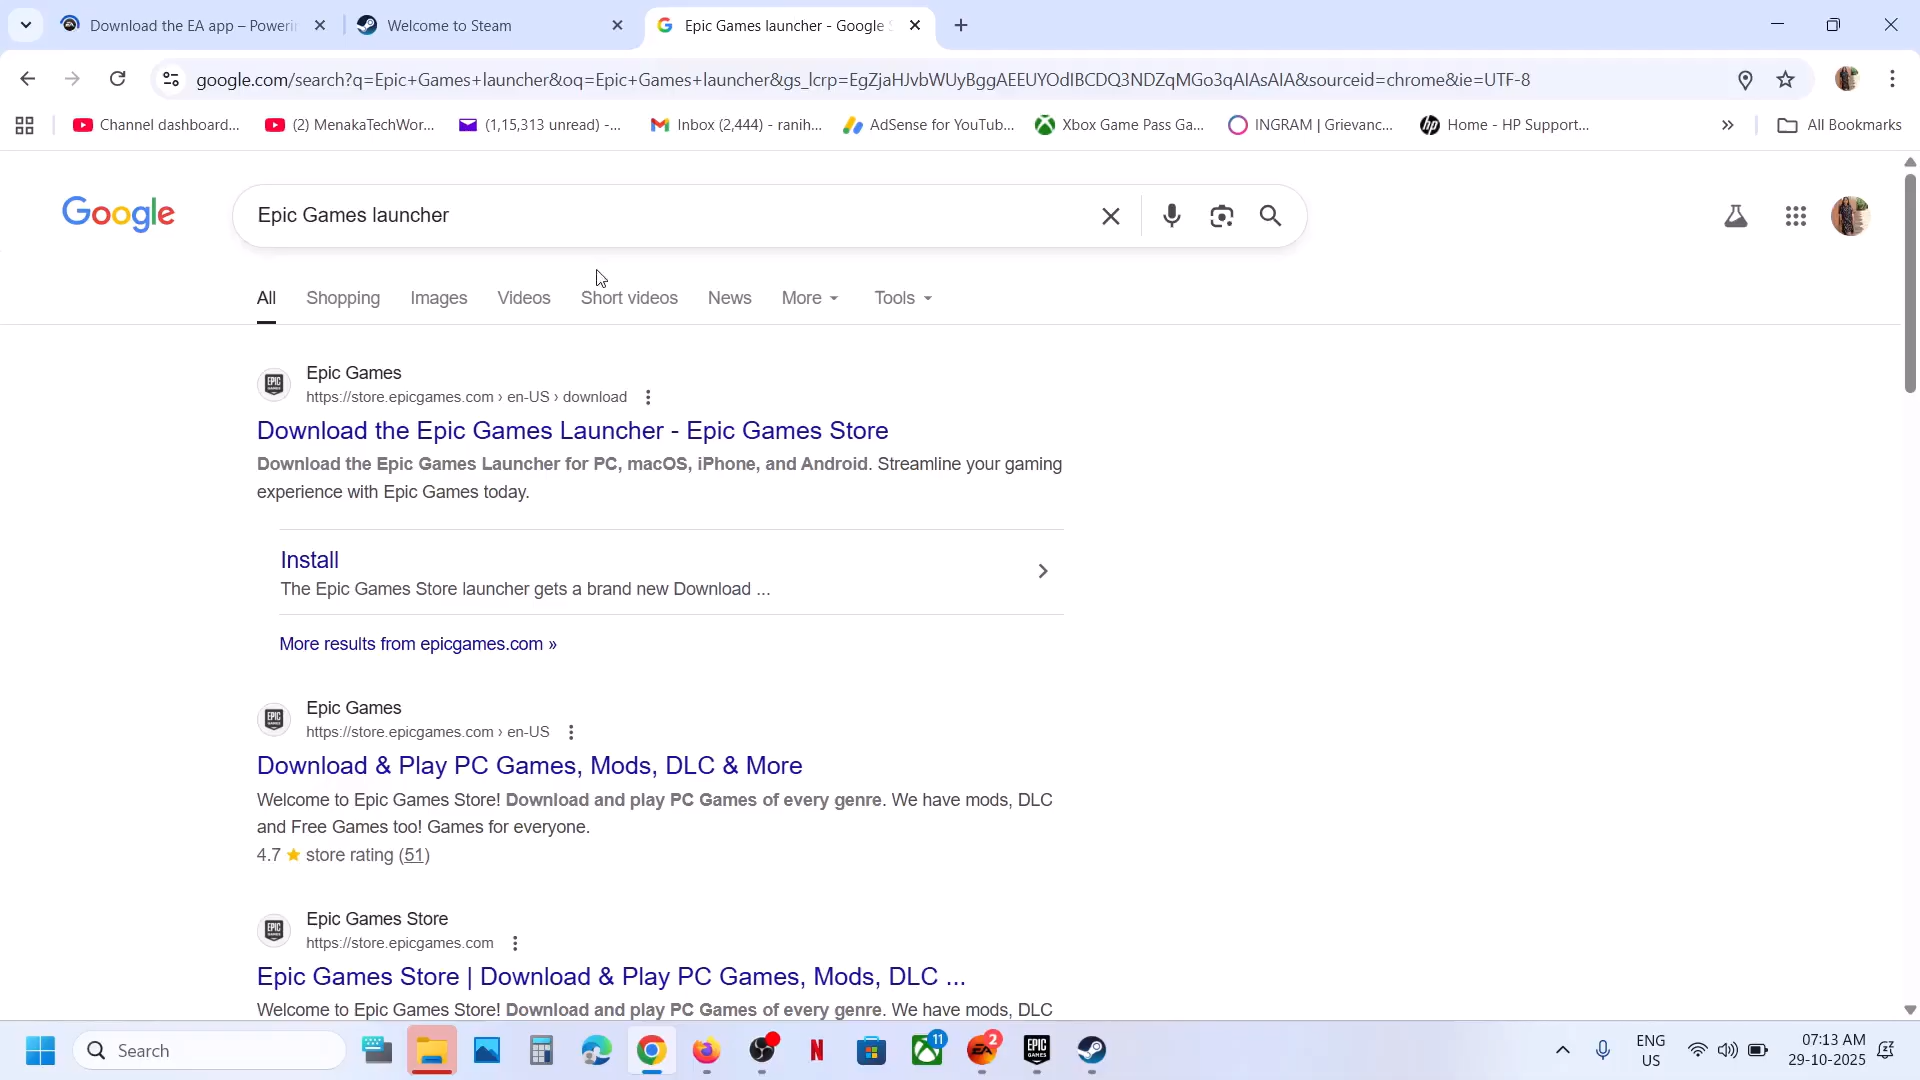 Download the EA app – Powerin
Welcome to Steam
Epic Games launcher - Google S
google.com/search?q=Epic+Games+launcher&oq=Epic+Games+launcher&gs_lcrp=EgZjaHJvbWUyBggAEEUYOdIBCDQ3NDZqMGo3qAIAsAIA&sourceid=chrome&ie=UTF-8
Channel dashboard...
(2) MenakaTechWor...
(1,15,313 unread) -...
Inbox (2,444) - ranih...
AdSense for YouTub...
Xbox Game Pass Ga...
INGRAM | Grievanc...
Home - HP Support...
»
All Bookmarks
Google
Epic Games launcher
All
Shopping
Images
Videos
Short videos
News
More
Tools
Epic Games
https://store.epicgames.com › en-US › download
Download the Epic Games Launcher - Epic Games Store
Download the Epic Games Launcher for PC, macOS, iPhone, and Android. Streamline your gaming
experience with Epic Games today.
Install
The Epic Games Store launcher gets a brand new Download ...
More results from epicgames.com »
Epic Games
https://store.epicgames.com › en-US
Download & Play PC Games, Mods, DLC & More
Welcome to Epic Games Store! Download and play PC Games of every genre. We have mods, DLC
and Free Games too! Games for everyone.
4.7 ★ store rating (51)
Epic Games Store
https://store.epicgames.com
Epic Games Store | Download & Play PC Games, Mods, DLC ...
Welcome to Epic Games Store! Download and play PC Games of every genre. We have mods, DLC
Search
11
EA
2
EPIC
GAMES
ENG
US
07:13 AM
29-10-2025